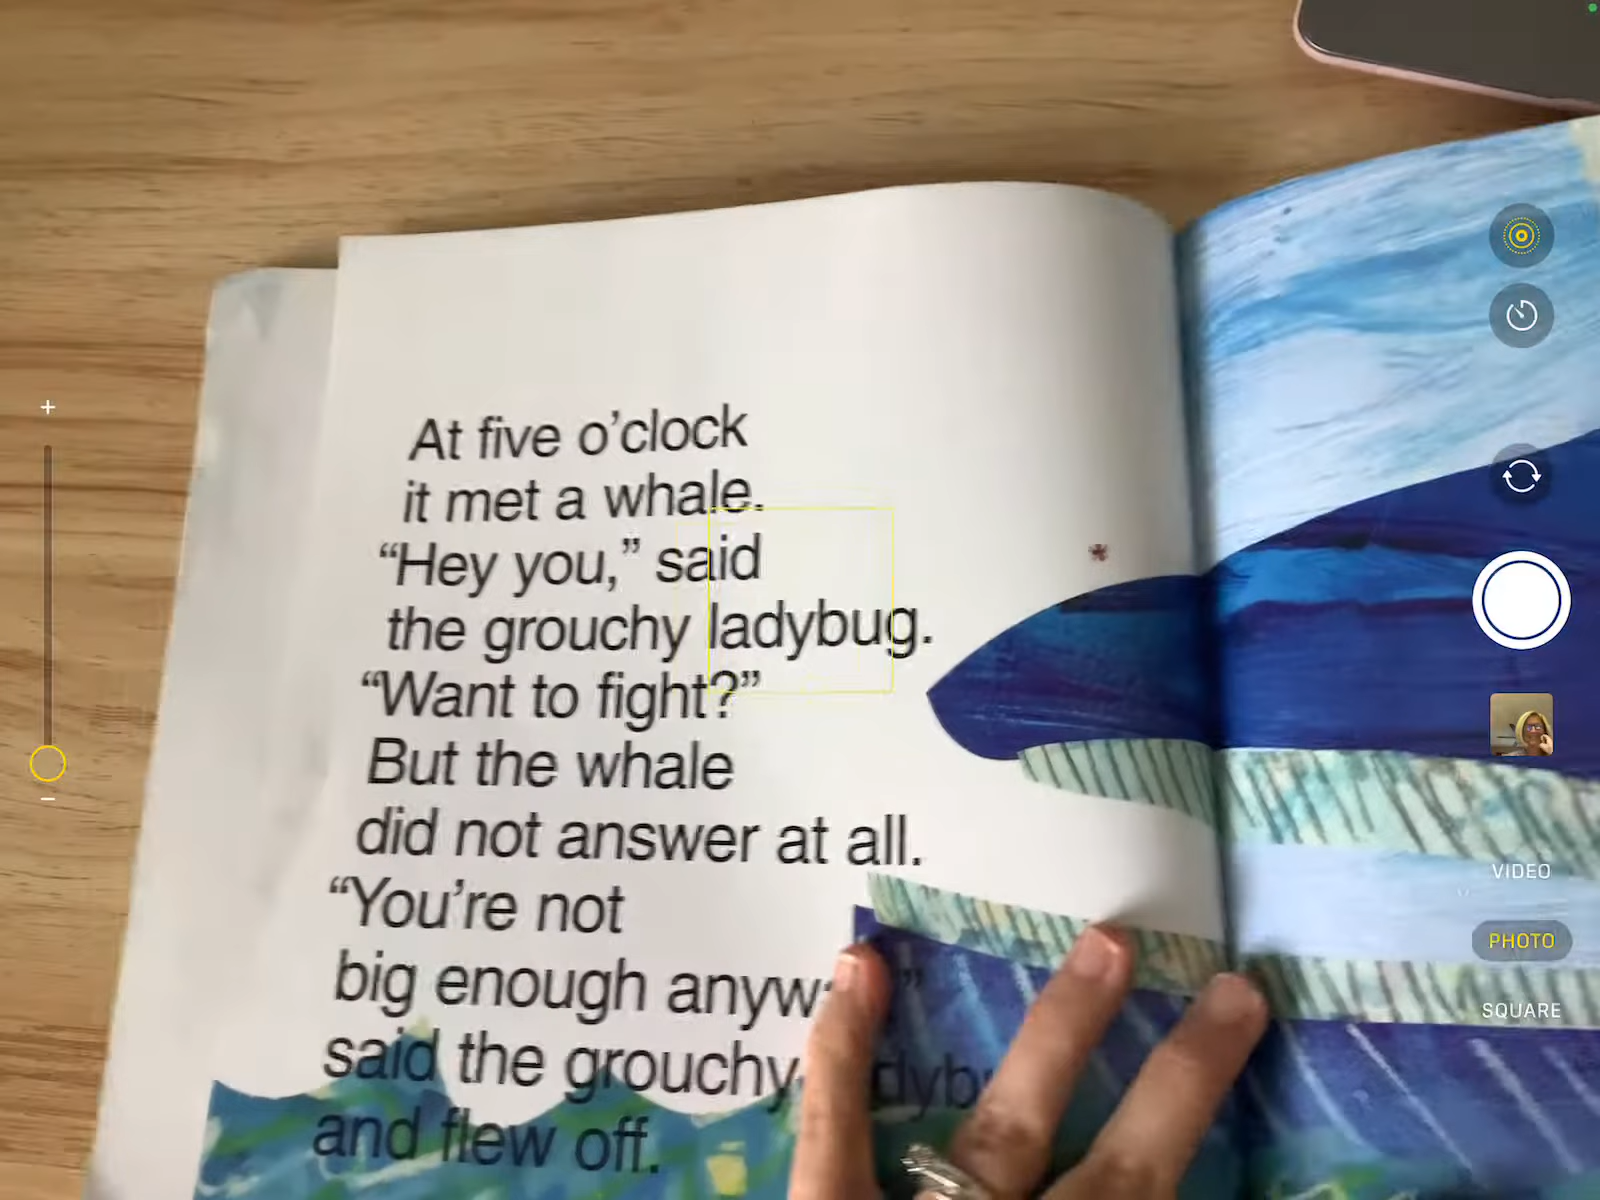 At five o’clock
it met a whale.
“Hey you,” said
the grouchy ladybug.
“Want to fight?”
But the whale
did not answer at all.
“You’re not
big enough
said the grouchy
and flew off.
VIDEO
PHOTO
SQUARE